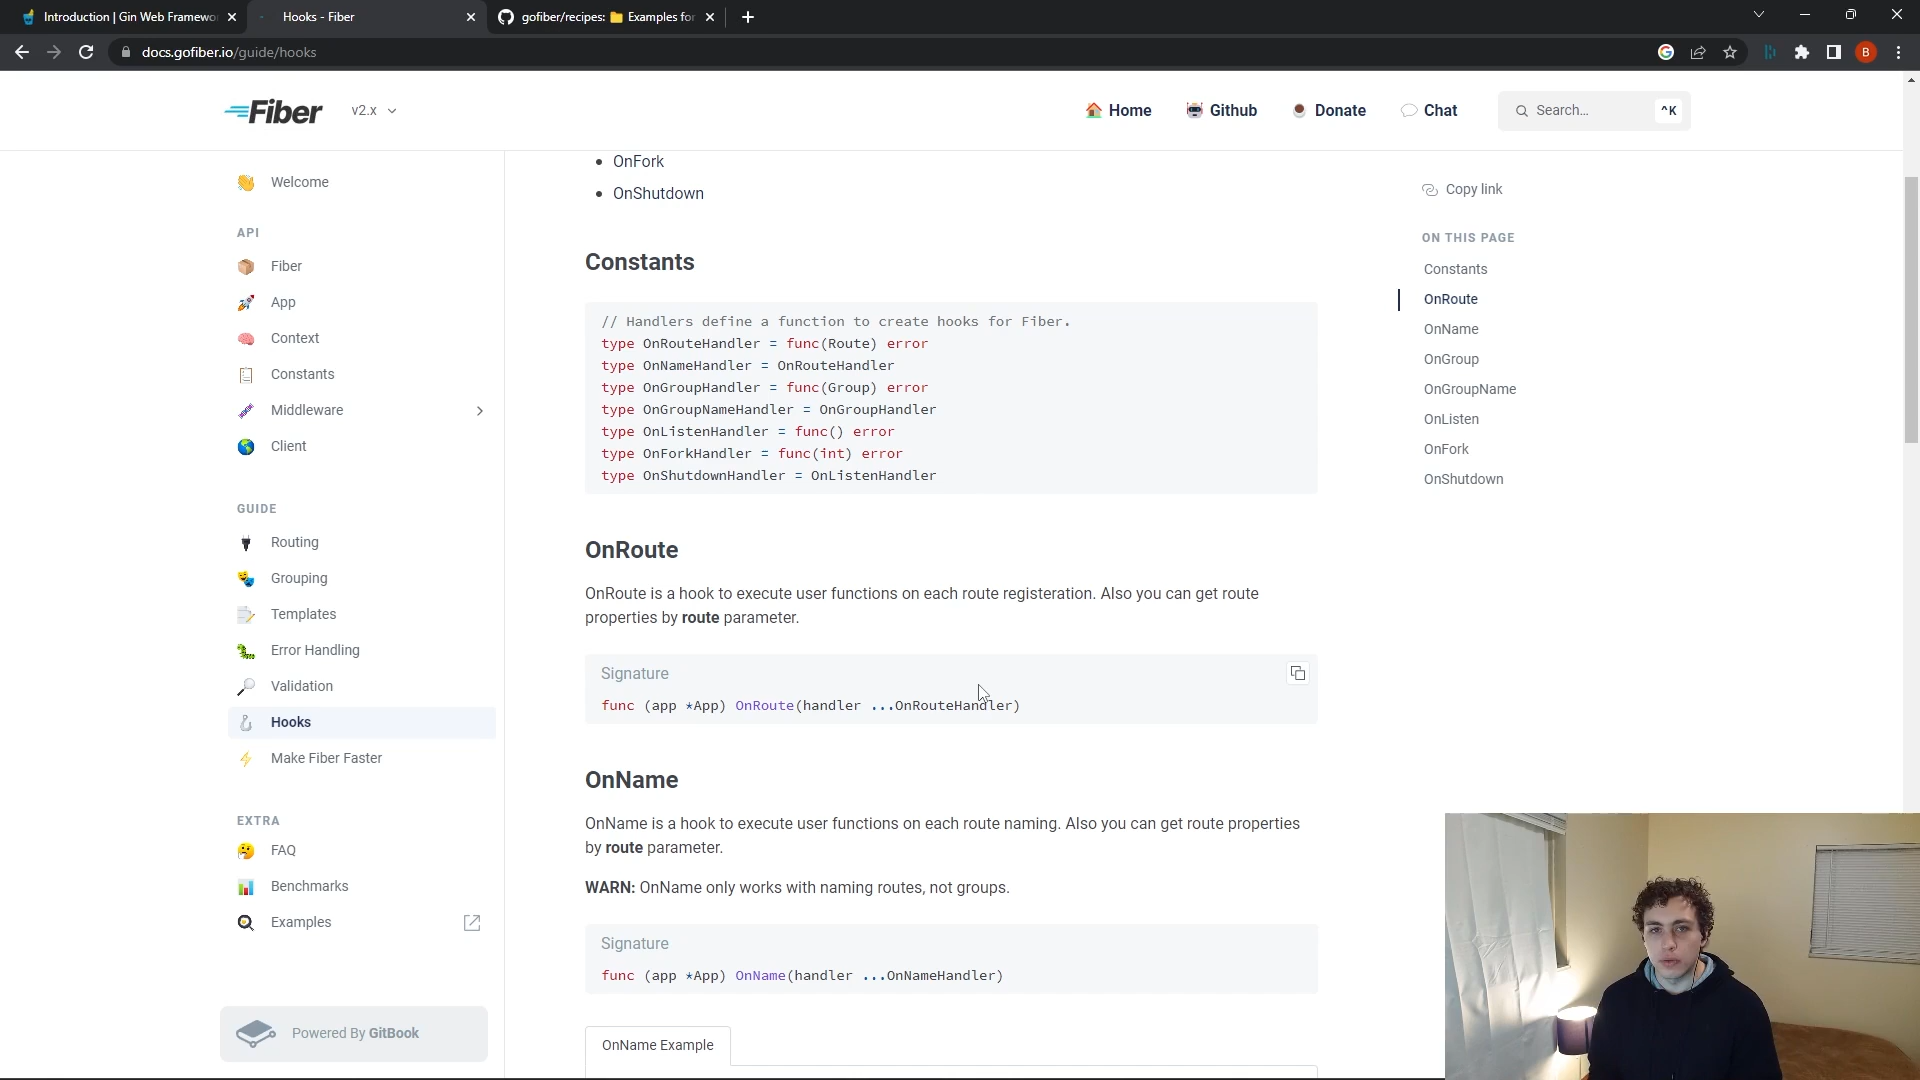 Introduction | Gin Web Framewor
Hooks - Fiber
gofiber/recipes: 📁 Examples for
docs.gofiber.io/guide/hooks
B
Fiber
v2.x
Home
Github
Donate
Chat
Search...
^K
Welcome
API
Fiber
App
Context
Constants
Middleware
Client
GUIDE
Routing
Grouping
Templates
Error Handling
Validation
Hooks
Make Fiber Faster
EXTRA
FAQ
Benchmarks
Examples
Powered By GitBook
• OnFork
• OnShutdown
Constants
// Handlers define a function to create hooks for Fiber.
type OnRouteHandler = func(Route) error
type OnNameHandler = OnRouteHandler
type OnGroupHandler = func(Group) error
type OnGroupNameHandler = OnGroupHandler
type OnListenHandler = func() error
type OnForkHandler = func(int) error
type OnShutdownHandler = OnListenHandler
OnRoute
OnRoute is a hook to execute user functions on each route registeration. Also you can get route
properties by route parameter.
Signature
func (app *App) OnRoute(handler ...OnRouteHandler)
OnName
OnName is a hook to execute user functions on each route naming. Also you can get route properties
by route parameter.
WARN: OnName only works with naming routes, not groups.
Signature
func (app *App) OnName(handler ...OnNameHandler)
OnName Example
Copy link
ON THIS PAGE
Constants
OnRoute
OnName
OnGroup
OnGroupName
OnListen
OnFork
OnShutdown